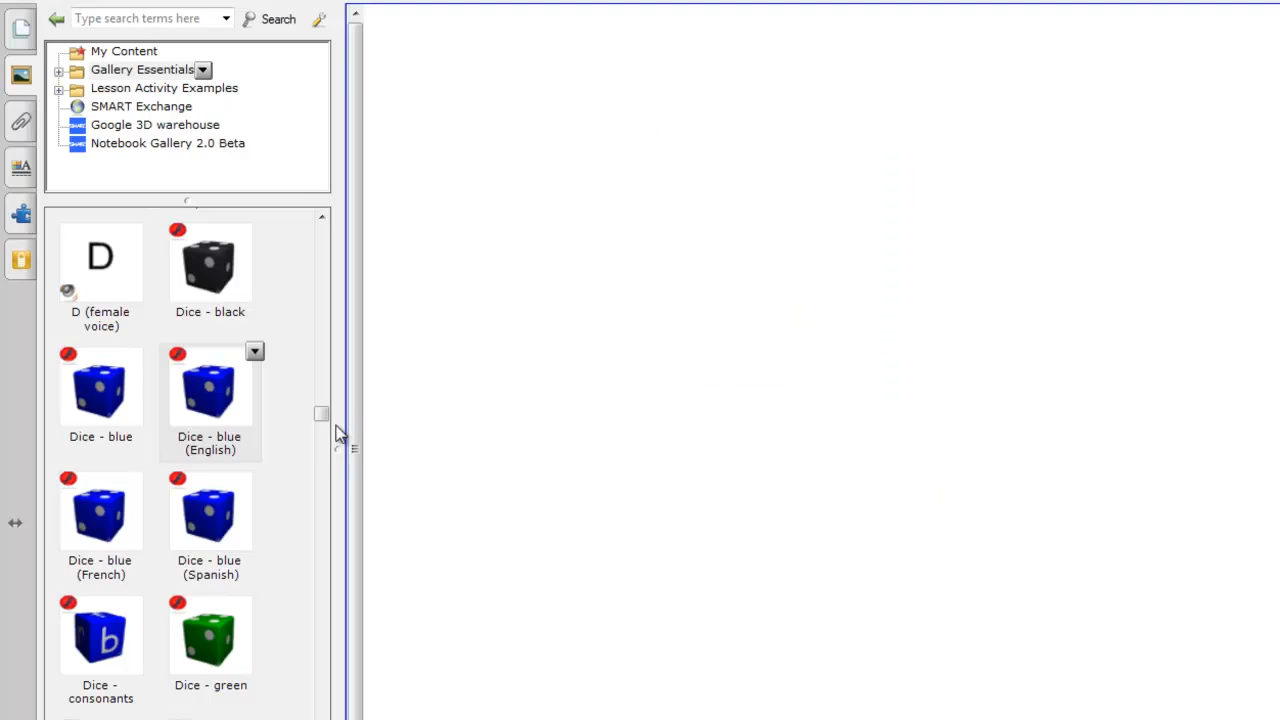 Type search terms here
Search
My Content
Gallery Essentials
Lesson Activity Examples
SMART Exchange
SMART Google 3D warehouse
SMART Notebook Gallery 2.0 Beta
D
D (female
voice)
Dice - black
Dice - blue
Dice - blue
(English)
Dice - blue
(French)
Dice - blue
(Spanish)
b
Dice -
consonants
Dice - green